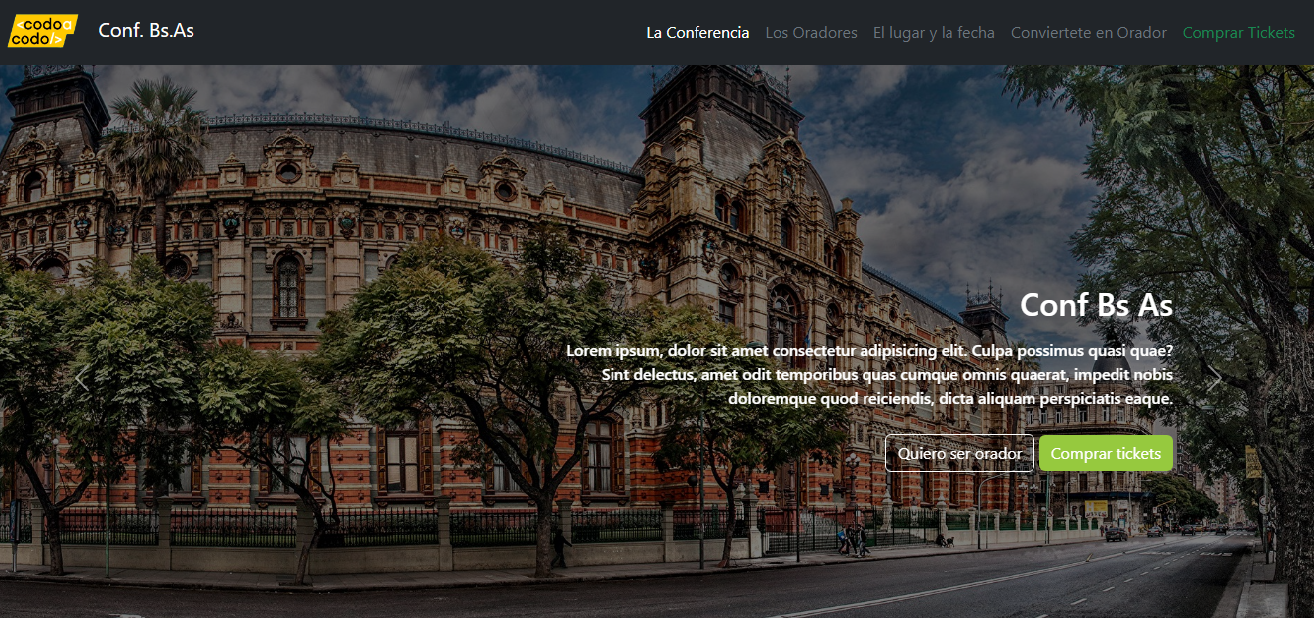 <codo a
codo/>
Conf. Bs.As
La Conferencia
Los Oradores
El lugar y la fecha
Conviertete en Orador
Comprar Tickets
Conf Bs As
Lorem ipsum, dolor sit amet consectetur adipisicing elit. Culpa possimus quasi quae?
Sint delectus, amet odit temporibus quas cumque omnis quaerat, impedit nobis
doloremque quod reiciendis, dicta aliquam perspiciatis eaque.
Quiero ser orador
Comprar tickets